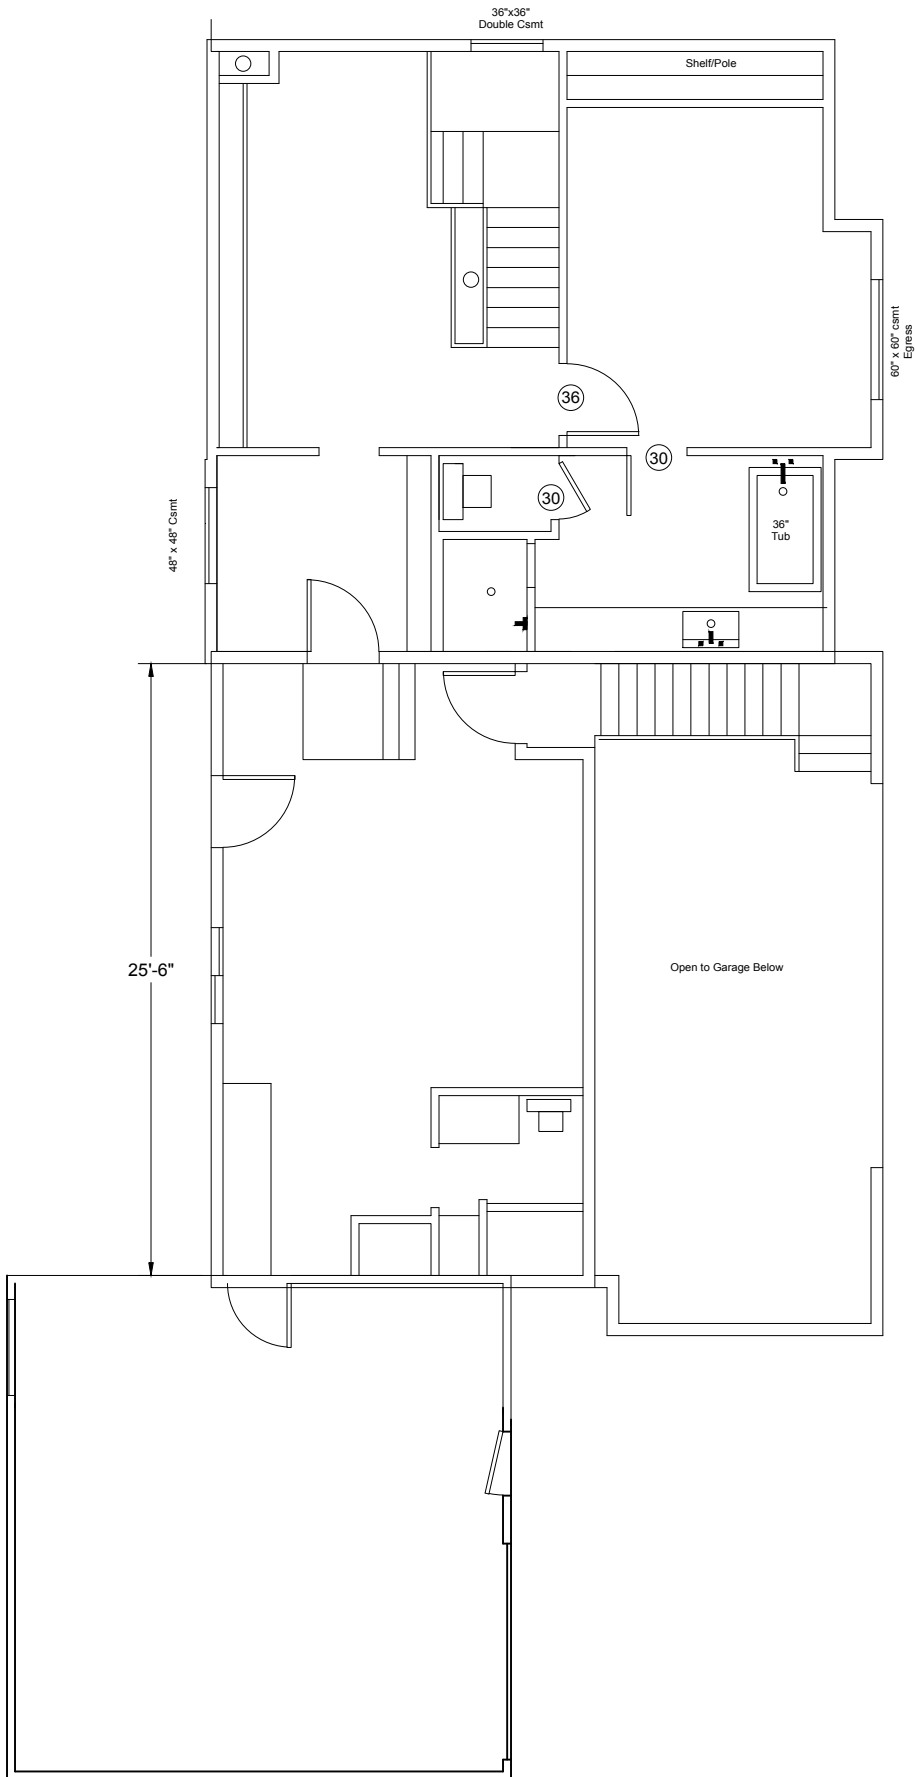 36"x36"
Double Csmt
Shelf/Pole
60" x 60" csmt
Egress
36
30
30
48" x 48" Csmt
36"
Tub
25'-6"
Open to Garage Below